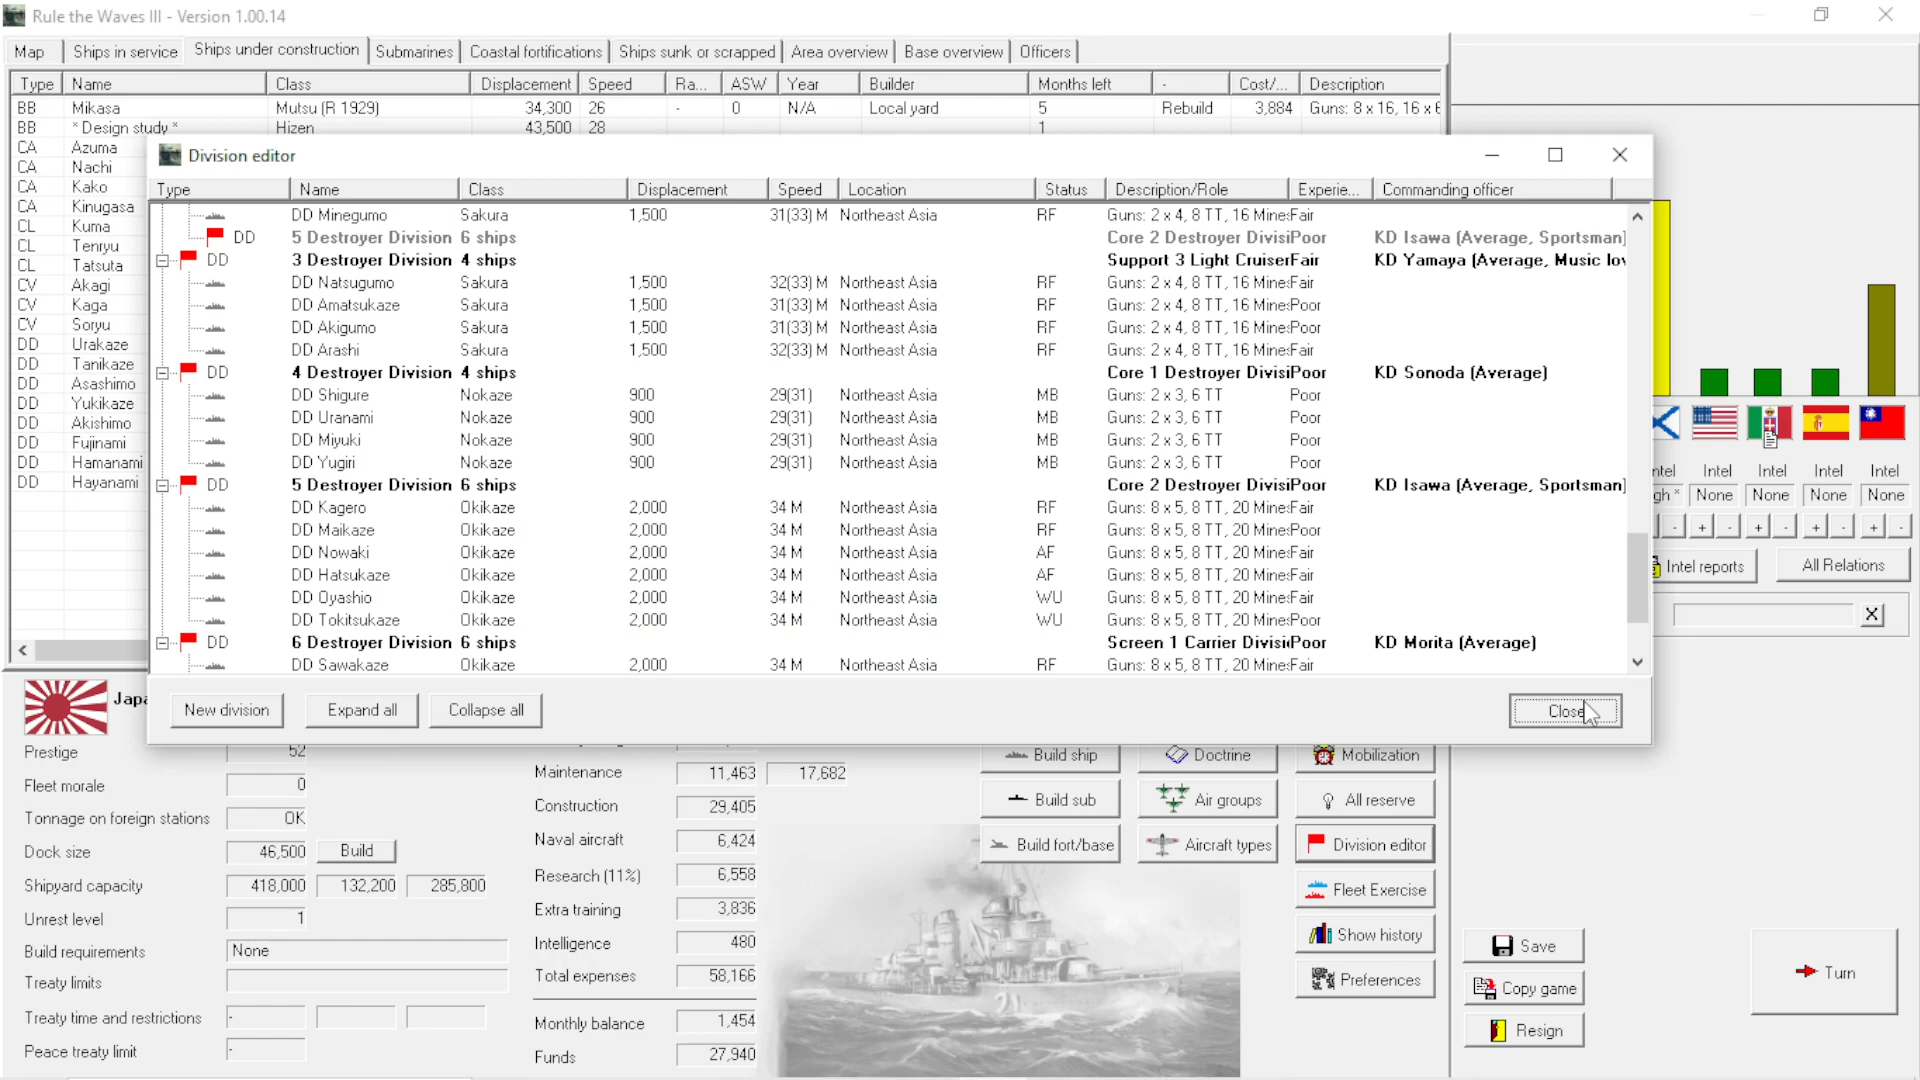 Rule the Waves III - Version 1.00.14
Map Ships in service Ships under construction Submarines Coastal fortifications Ships sunk or scrapped Area overview Base overview Officers
Type Name Class Displacement Speed Ra... ASW Year Builder Months left - Cost/... Description
BB Mikasa Mutsu (R 1929) 34,300 26 - 0 N/A Local yard 5 Rebuild 3,884 Guns: 8 x 16, 16 x 6
BB * Design study * Hizen 43,500 28 1
CA Azuma
CA Nachi
CA Kako
CA Kinugasa
CL Kuma
CL Tenryu
CL Tatsuta
CV Akagi
CV Kaga
CV Soryu
DD Urakaze
DD Tanikaze
DD Asashimo
DD Yukikaze
DD Akishimo
DD Fujinami
DD Hamanami
DD Hayanami
Division editor
Type Name Class Displacement Speed Location Status Description/Role Experie... Commanding officer
DD Minegumo Sakura 1,500 31(33) M Northeast Asia RF Guns: 2 x 4, 8 TT, 16 Mines Fair
DD 5 Destroyer Division 6 ships Core 2 Destroyer Divisi Poor KD Isawa (Average, Sportsman)
DD 3 Destroyer Division 4 ships Support 3 Light Cruiser Fair KD Yamaya (Average, Music lov
DD Natsugumo Sakura 1,500 32(33) M Northeast Asia RF Guns: 2 x 4, 8 TT, 16 Mines Fair
DD Amatsukaze Sakura 1,500 31(33) M Northeast Asia RF Guns: 2 x 4, 8 TT, 16 Mines Poor
DD Akigumo Sakura 1,500 31(33) M Northeast Asia RF Guns: 2 x 4, 8 TT, 16 Mines Poor
DD Arashi Sakura 1,500 32(33) M Northeast Asia RF Guns: 2 x 4, 8 TT, 16 Mines Fair
DD 4 Destroyer Division 4 ships Core 1 Destroyer Divisi Poor KD Sonoda (Average)
DD Shigure Nokaze 900 29(31) Northeast Asia MB Guns: 2 x 3, 6 TT Poor
DD Uranami Nokaze 900 29(31) Northeast Asia MB Guns: 2 x 3, 6 TT Poor
DD Miyuki Nokaze 900 29(31) Northeast Asia MB Guns: 2 x 3, 6 TT Poor
DD Yugiri Nokaze 900 29(31) Northeast Asia MB Guns: 2 x 3, 6 TT Poor
DD 5 Destroyer Division 6 ships Core 2 Destroyer Divisi Poor KD Isawa (Average, Sportsman)
DD Kagero Okikaze 2,000 34 M Northeast Asia RF Guns: 8 x 5, 8 TT, 20 Mines Fair
DD Maikaze Okikaze 2,000 34 M Northeast Asia RF Guns: 8 x 5, 8 TT, 20 Mines Poor
DD Nowaki Okikaze 2,000 34 M Northeast Asia AF Guns: 8 x 5, 8 TT, 20 Mines Fair
DD Hatsukaze Okikaze 2,000 34 M Northeast Asia AF Guns: 8 x 5, 8 TT, 20 Mines Fair
DD Oyashio Okikaze 2,000 34 M Northeast Asia WU Guns: 8 x 5, 8 TT, 20 Mines Fair
DD Tokitsukaze Okikaze 2,000 34 M Northeast Asia WU Guns: 8 x 5, 8 TT, 20 Mines Fair
DD 6 Destroyer Division 6 ships Screen 1 Carrier Divisi Poor KD Morita (Average)
DD Sawakaze Okikaze 2,000 34 M Northeast Asia RF Guns: 8 x 5, 8 TT, 20 Mines Fair
New division Expand all Collapse all Close
ntel Intel Intel Intel Intel
gh * None None None None
- + - + - + - + -
Intel reports All Relations
X
Japa
Prestige 52
Fleet morale 0
Tonnage on foreign stations OK
Dock size 46,500 Build
Shipyard capacity 418,000 132,200 285,800
Unrest level 1
Build requirements None
Treaty limits
Treaty time and restrictions -
Peace treaty limit -
Maintenance 11,463 17,682
Construction 29,405
Naval aircraft 6,424
Research (11%) 6,558
Extra training 3,836
Intelligence 480
Total expenses 58,166
Monthly balance 1,454
Funds 27,940
Build ship Doctrine Mobilization
Build sub Air groups All reserve
Build fort/base Aircraft types Division editor
Fleet Exercise
Show history
Preferences
Save
Copy game
Resign
Turn